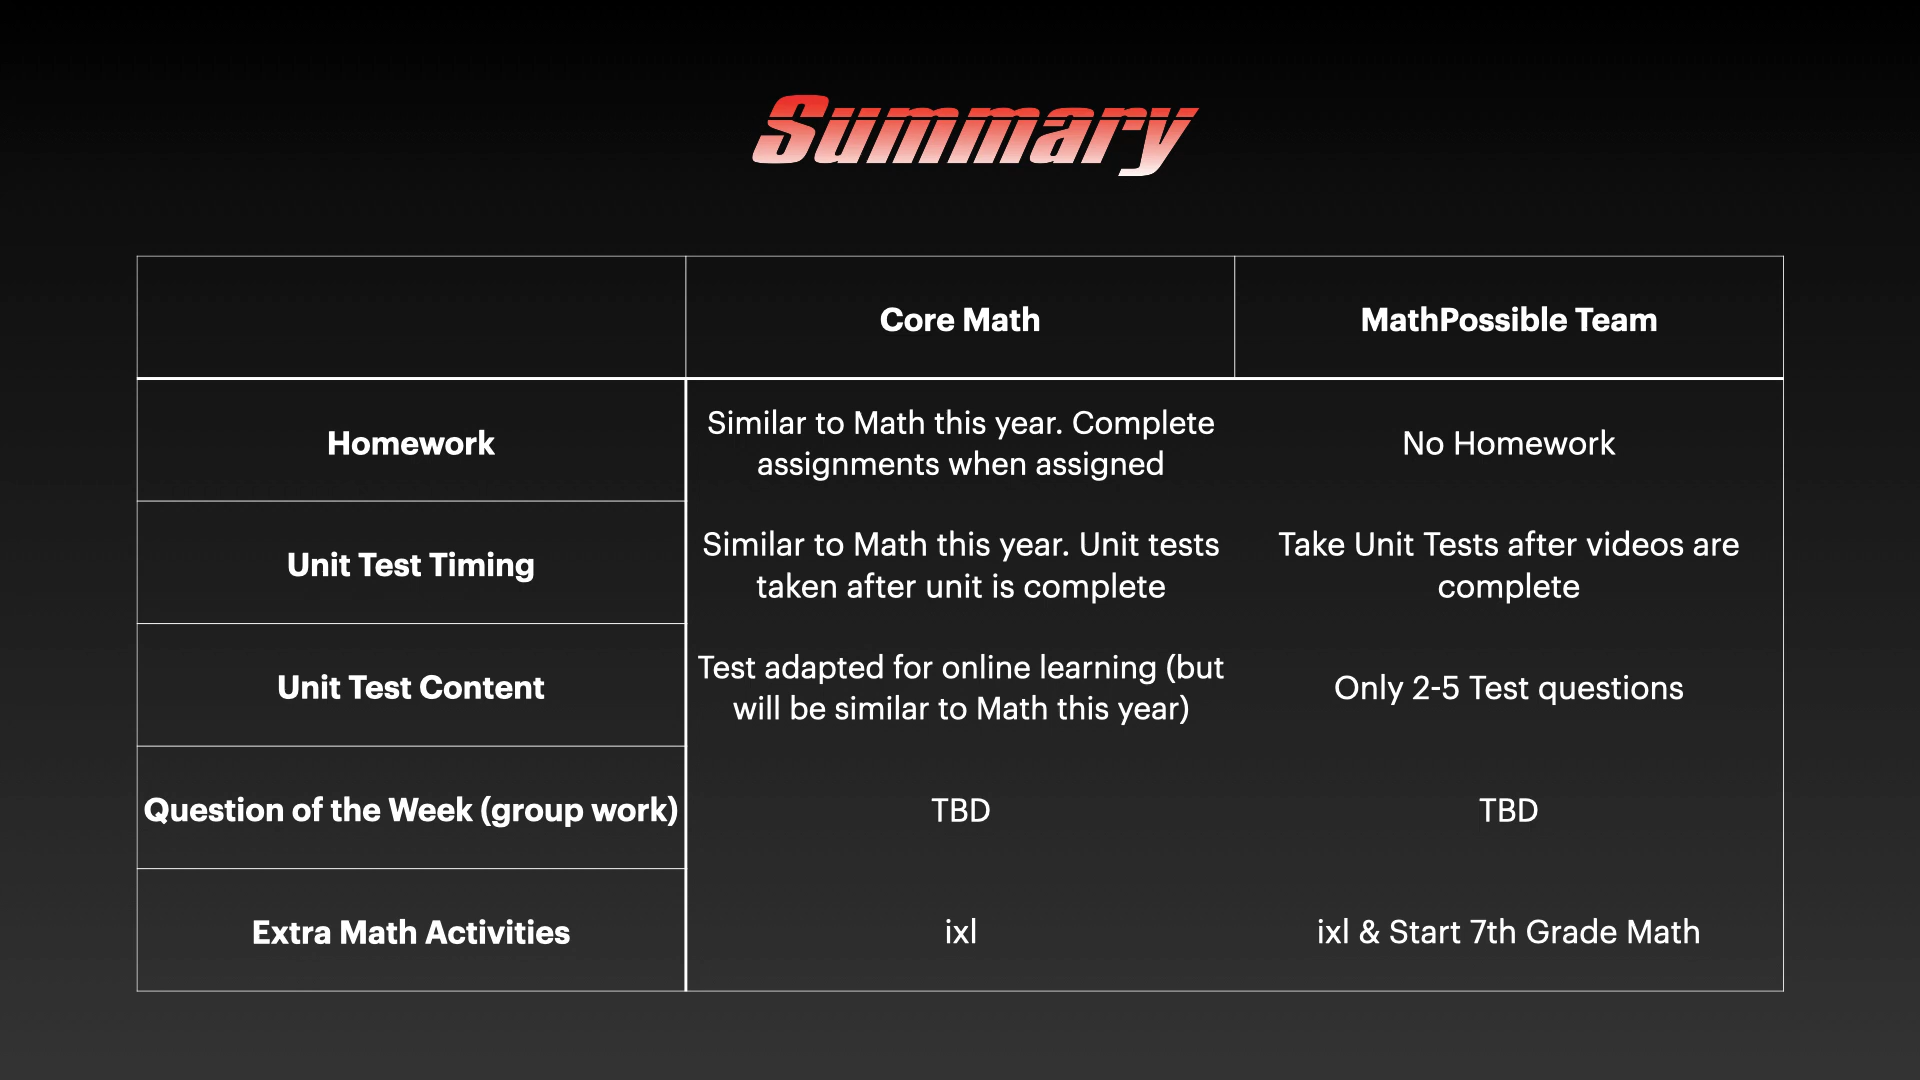 Summary
Core Math
MathPossible Team
Homework
Similar to Math this year. Complete
assignments when assigned
No Homework
Unit Test Timing
Similar to Math this year. Unit tests
taken after unit is complete
Take Unit Tests after videos are
complete
Unit Test Content
Test adapted for online learning (but
will be similar to Math this year)
Only 2-5 Test questions
Question of the Week (group work)
TBD
TBD
Extra Math Activities
ixl
ixl & Start 7th Grade Math